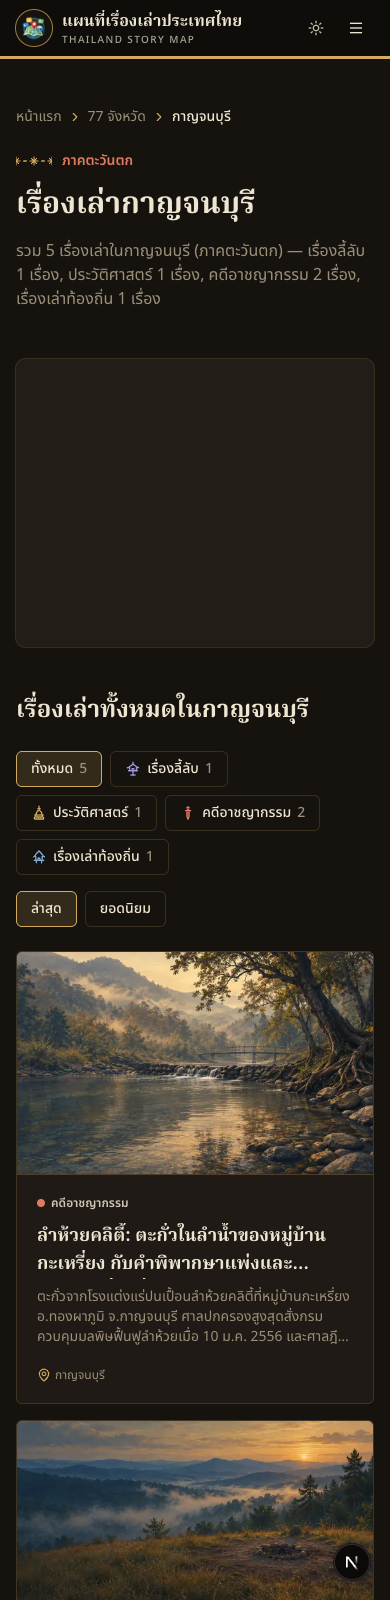 แผนที่เรื่องเล่าประเทศไทย
THAILAND STORY MAP
หน้าแรก > 77 จังหวัด > กาญจนบุรี
ภาคตะวันตก
เรื่องเล่ากาญจนบุรี
รวม 5 เรื่องเล่าในกาญจนบุรี (ภาคตะวันตก) — เรื่องลี้ลับ
1 เรื่อง, ประวัติศาสตร์ 1 เรื่อง, คดีอาชญากรรม 2 เรื่อง,
เรื่องเล่าท้องถิ่น 1 เรื่อง
เรื่องเล่าทั้งหมดในกาญจนบุรี
ทั้งหมด 5 เรื่องลี้ลับ 1
ประวัติศาสตร์ 1 คดีอาชญากรรม 2
เรื่องเล่าท้องถิ่น 1
ล่าสุด ยอดนิยม
คดีอาชญากรรม
ลำห้วยคลิตี้: ตะกั่วในลำน้ำของหมู่บ้าน
กะเหรี่ยง กับคำพิพากษาแพ่งและ...
ตะกั่วจากโรงแต่งแร่ปนเปื้อนลำห้วยคลิตี้ที่หมู่บ้านกะเหรี่ยง
อ.ทองผาภูมิ จ.กาญจนบุรี ศาลปกครองสูงสุดสั่งกรม
ควบคุมมลพิษฟื้นฟูลำห้วยเมื่อ 10 ม.ค. 2556 และศาลฎี...
กาญจนบุรี
N